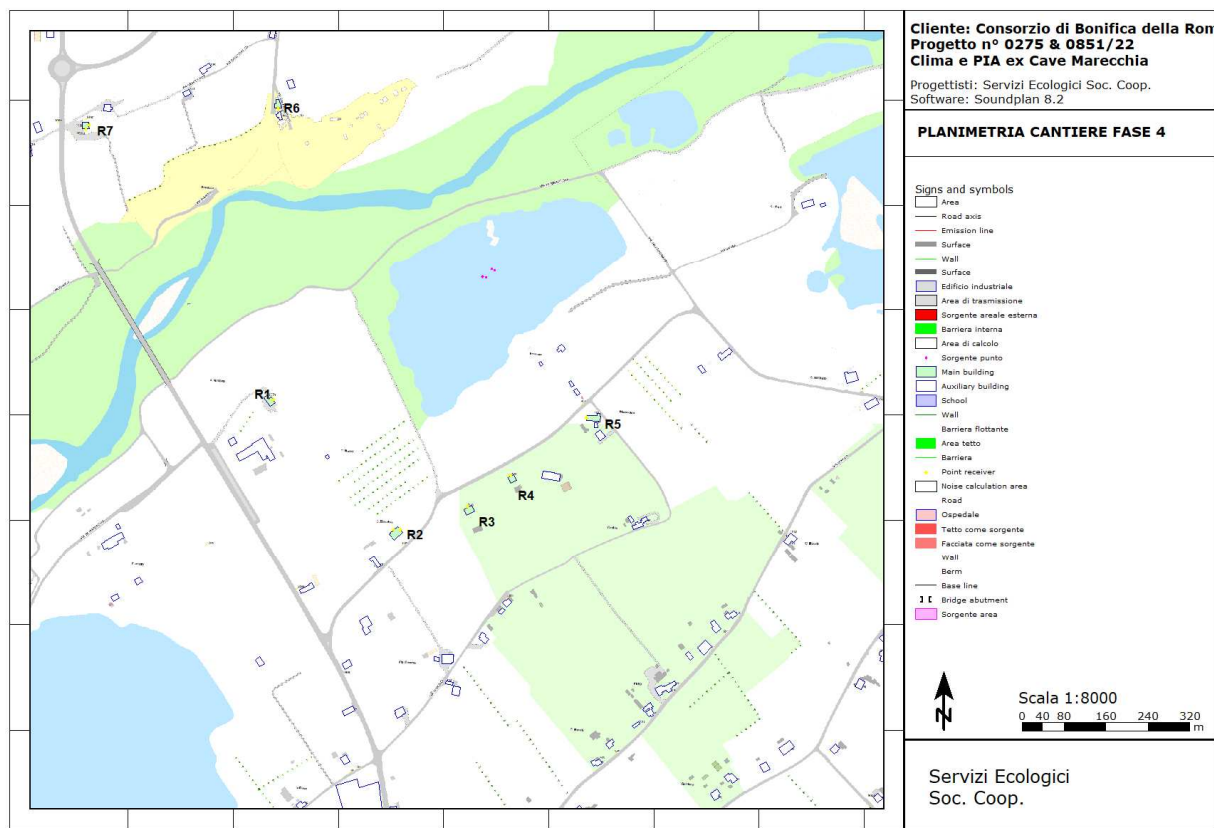 Cliente: Consorzio di Bonifica della Rom
Progetto n° 0275 & 0851/22
Clima e PIA ex Cave Marecchia
Progettisti: Servizi Ecologici Soc. Coop.
Software: Soundplan 8.2
PLANIMETRIA CANTIERE FASE 4
Signs and symbols
Area
Road axis
Emission line
Surface
Wall
Surface
Edificio industriale
Area di trasmissione
Sorgente areale esterna
Barriera interna
Area di calcolo
Sorgente punto
Main building
Auxiliary building
School
Wall
Barriera flottante
Area tetto
Barriera
Point receiver
Noise calculation area
Road
Ospedale
Tetto come sorgente
Facciata come sorgente
Wall
Berm
Base line
Bridge abutment
Sorgente area
N
Scala 1:8000
0 40 80 160 240 320
m
Servizi Ecologici
Soc. Coop.
R6
R7
R1
R5
R4
R3
R2